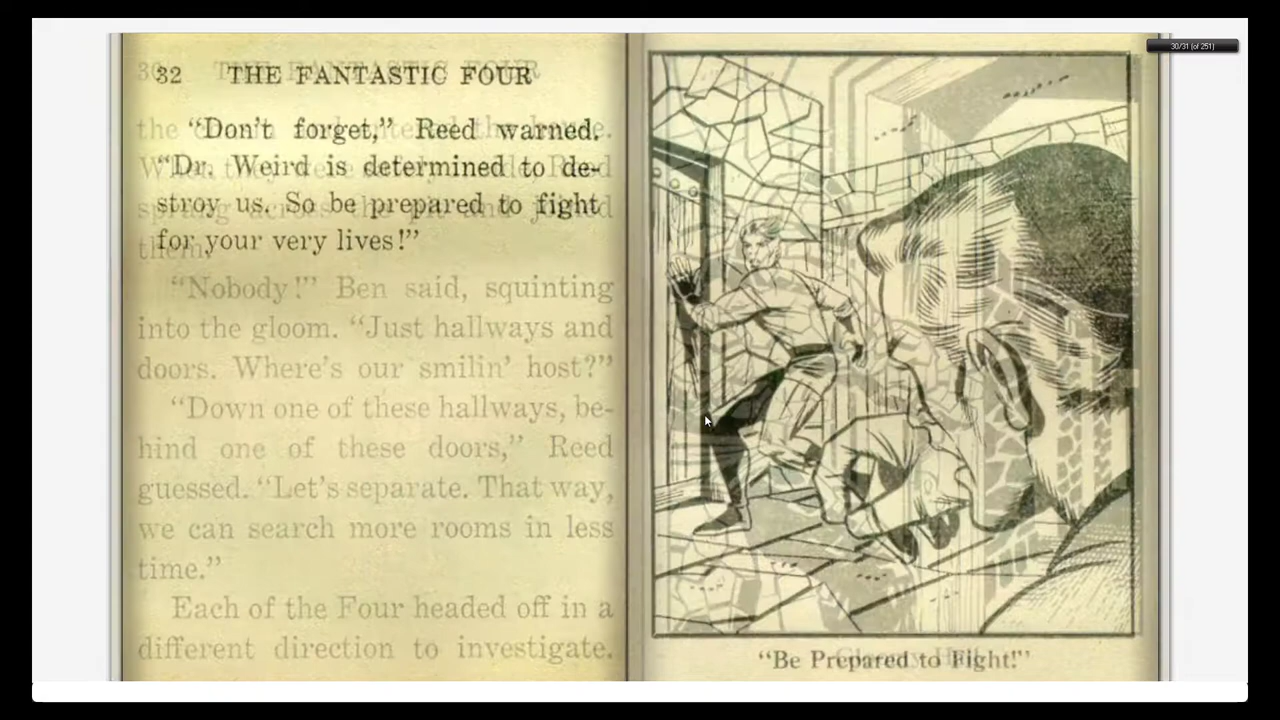 30/31 (of 251)
32 THE FANTASTIC FOUR
"Don't forget," Reed warned.
"Dr. Weird is determined to de-
stroy us. So be prepared to fight
for your very lives!"
"Nobody!" Ben said, squinting
into the gloom. "Just hallways and
doors. Where's our smilin' host?"
"Down one of these hallways, be-
hind one of these doors," Reed
guessed. "Let's separate. That way,
we can search more rooms in less
time."
Each of the Four headed off in a
different direction to investigate.
"Be Prepared to Fight!"